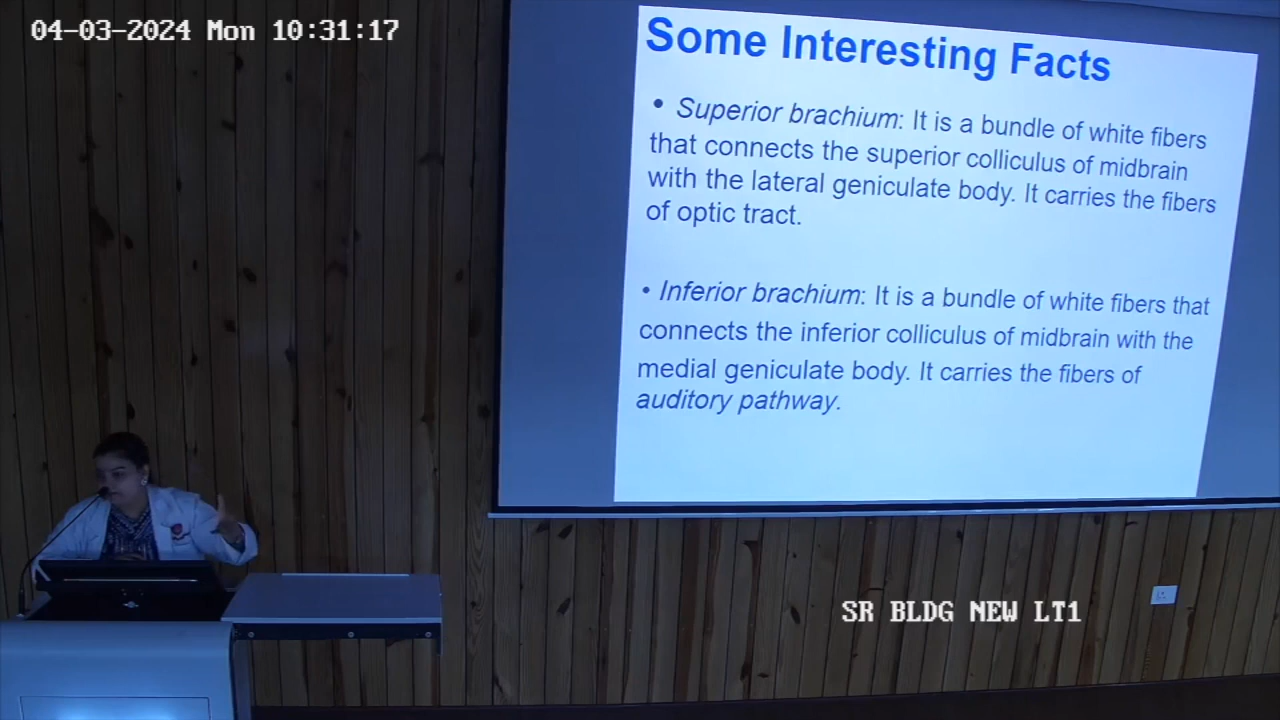 04-03-2024 Mon 10:31:17
Some Interesting Facts
• Superior brachium: It is a bundle of white fibers
that connects the superior colliculus of midbrain
with the lateral geniculate body. It carries the fibers
of optic tract.
• Inferior brachium: It is a bundle of white fibers that
connects the inferior colliculus of midbrain with the
medial geniculate body. It carries the fibers of
auditory pathway.
SR BLDG NEW LT1